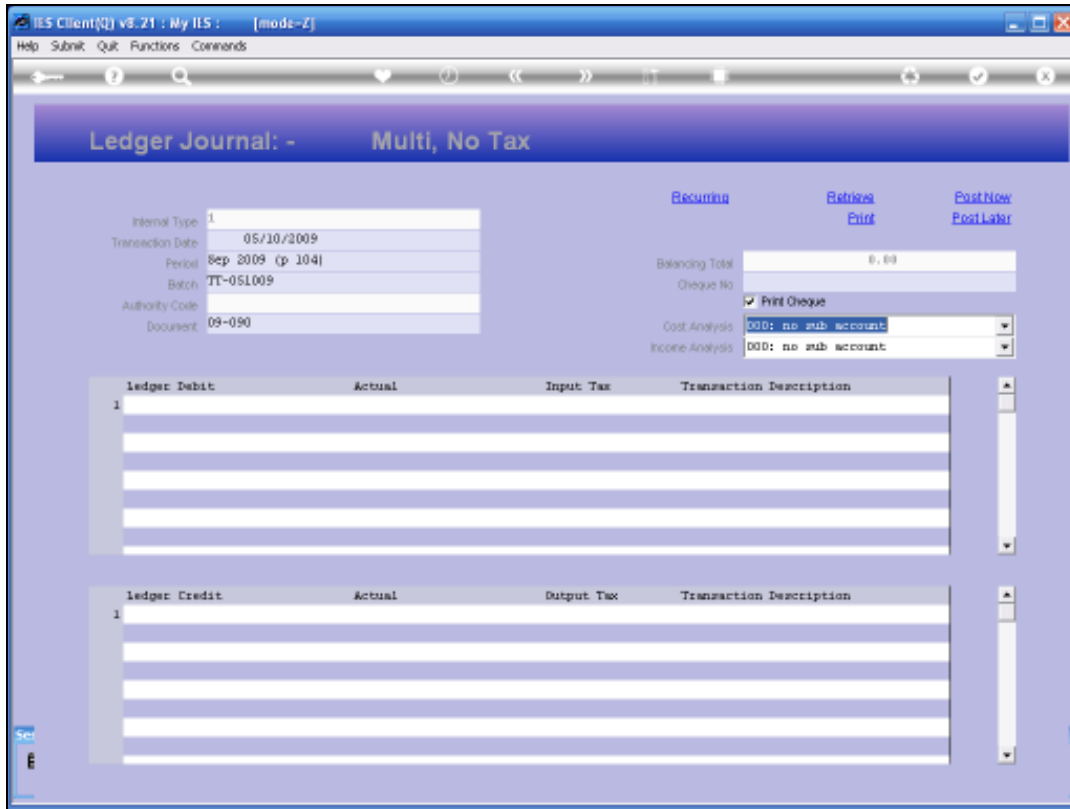 IES Client(Q) v8.21 : My IES : [mode-Z]
Help Submit Quit Functions Commands
Ledger Journal: - Multi, No Tax
Recurring Retrieve Post Now
Print Post Later
Internal Type 1
Transaction Date 05/10/2009
Period Sep 2009 (p 104)
Batch TT-051009
Authority Code
Document 09-090
Balancing Total 0.00
Cheque No
Print Cheque
Cost Analysis 000: no sub account
Income Analysis 000: no sub account
Ledger Debit Actual Input Tax Transaction Description
1
Ledger Credit Actual Output Tax Transaction Description
1